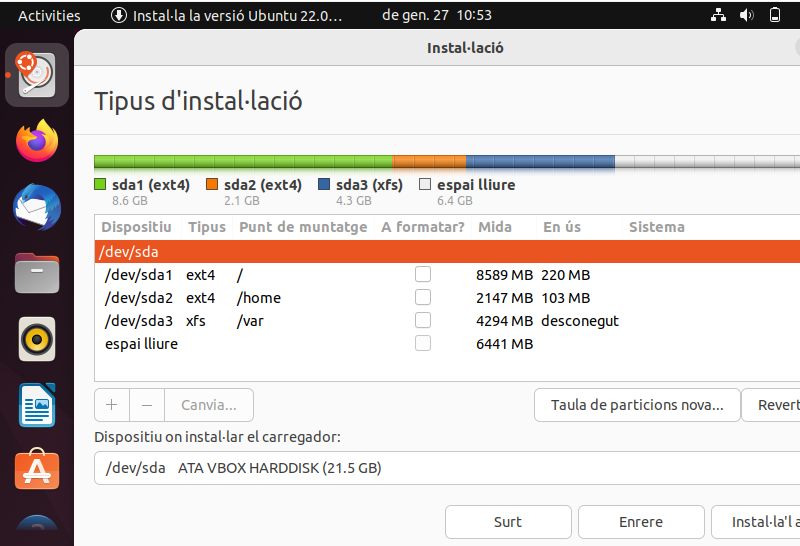 Activities Instal·la la versió Ubuntu 22.0… de gen. 27 10:53
Instal·lació
Tipus d'instal·lació
sda1 (ext4) sda2 (ext4) sda3 (xfs) espai lliure
8.6 GB 2.1 GB 4.3 GB 6.4 GB
Dispositiu Tipus Punt de muntatge A formatar? Mida En ús Sistema
/dev/sda
/dev/sda1 ext4 / 8589 MB 220 MB
/dev/sda2 ext4 /home 2147 MB 103 MB
/dev/sda3 xfs /var 4294 MB desconegut
espai lliure 6441 MB
+ − Canvia… Taula de particions nova… Revert
Dispositiu on instal·lar el carregador:
/dev/sda ATA VBOX HARDDISK (21.5 GB)
Surt Enrere Instal·la'l a